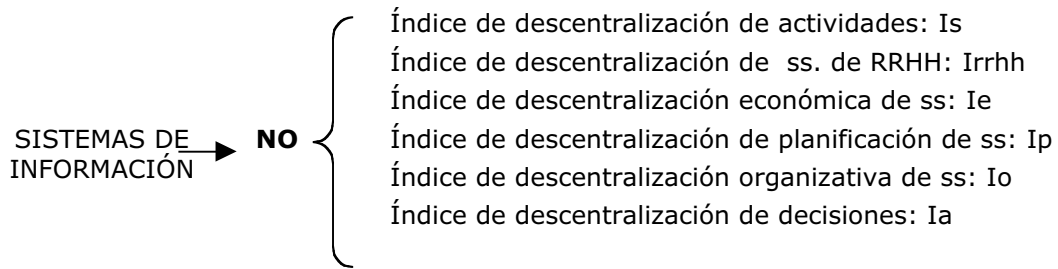 Índice de descentralización de actividades: Is
Índice de descentralización de  ss. de RRHH: Irrhh
Índice de descentralización económica de ss: Ie
SISTEMAS DE INFORMACIÓN NO Índice de descentralización de planificación de ss: Ip
Índice de descentralización organizativa de ss: Io
Índice de descentralización de decisiones: Ia